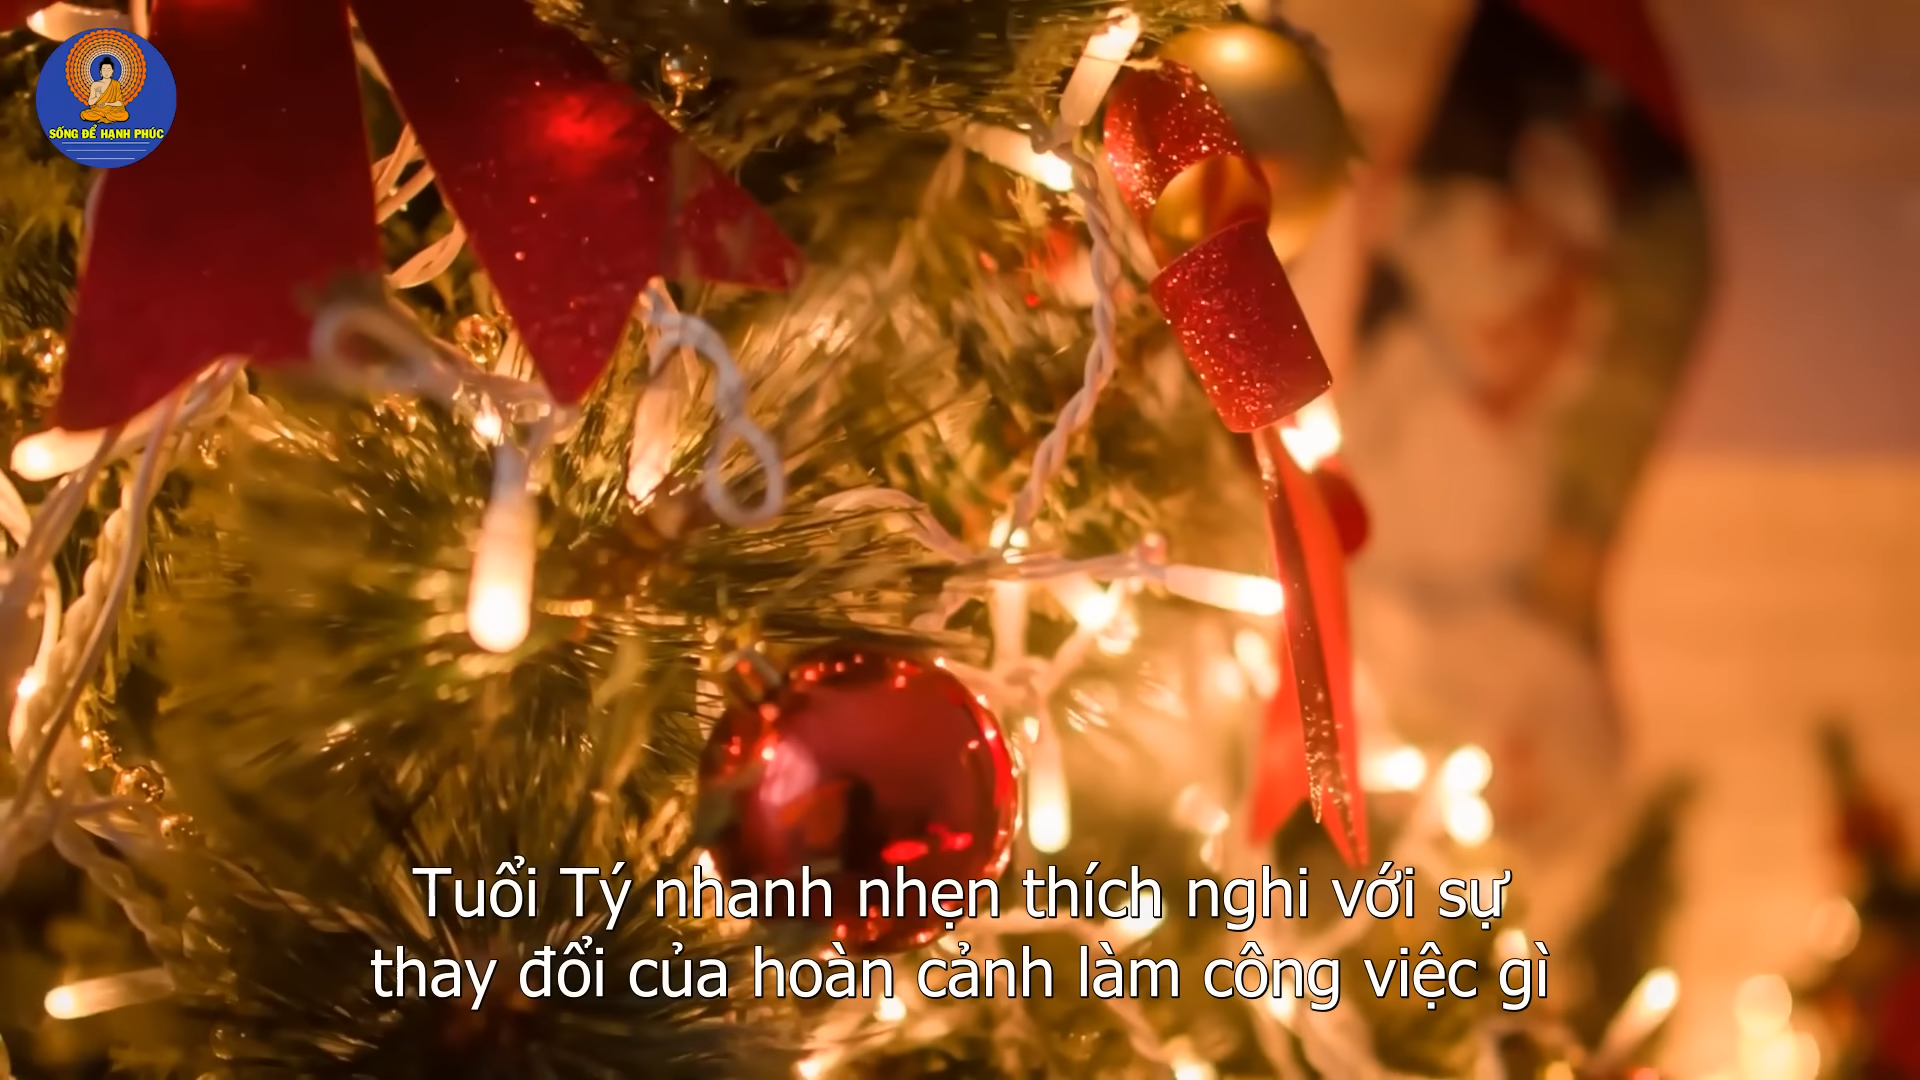 SỐNG ĐỂ HẠNH PHÚC
Tuổi Tý nhanh nhẹn thích nghi với sự
thay đổi của hoàn cảnh làm công việc gì